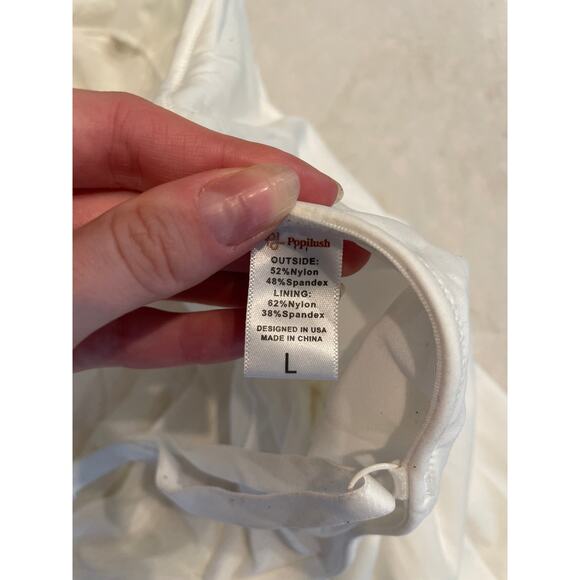 Popilush
OUTSIDE:
52%Nylon
48%Spandex
LINING:
62%Nylon
38%Spandex
DESIGNED IN USA
MADE IN CHINA
L